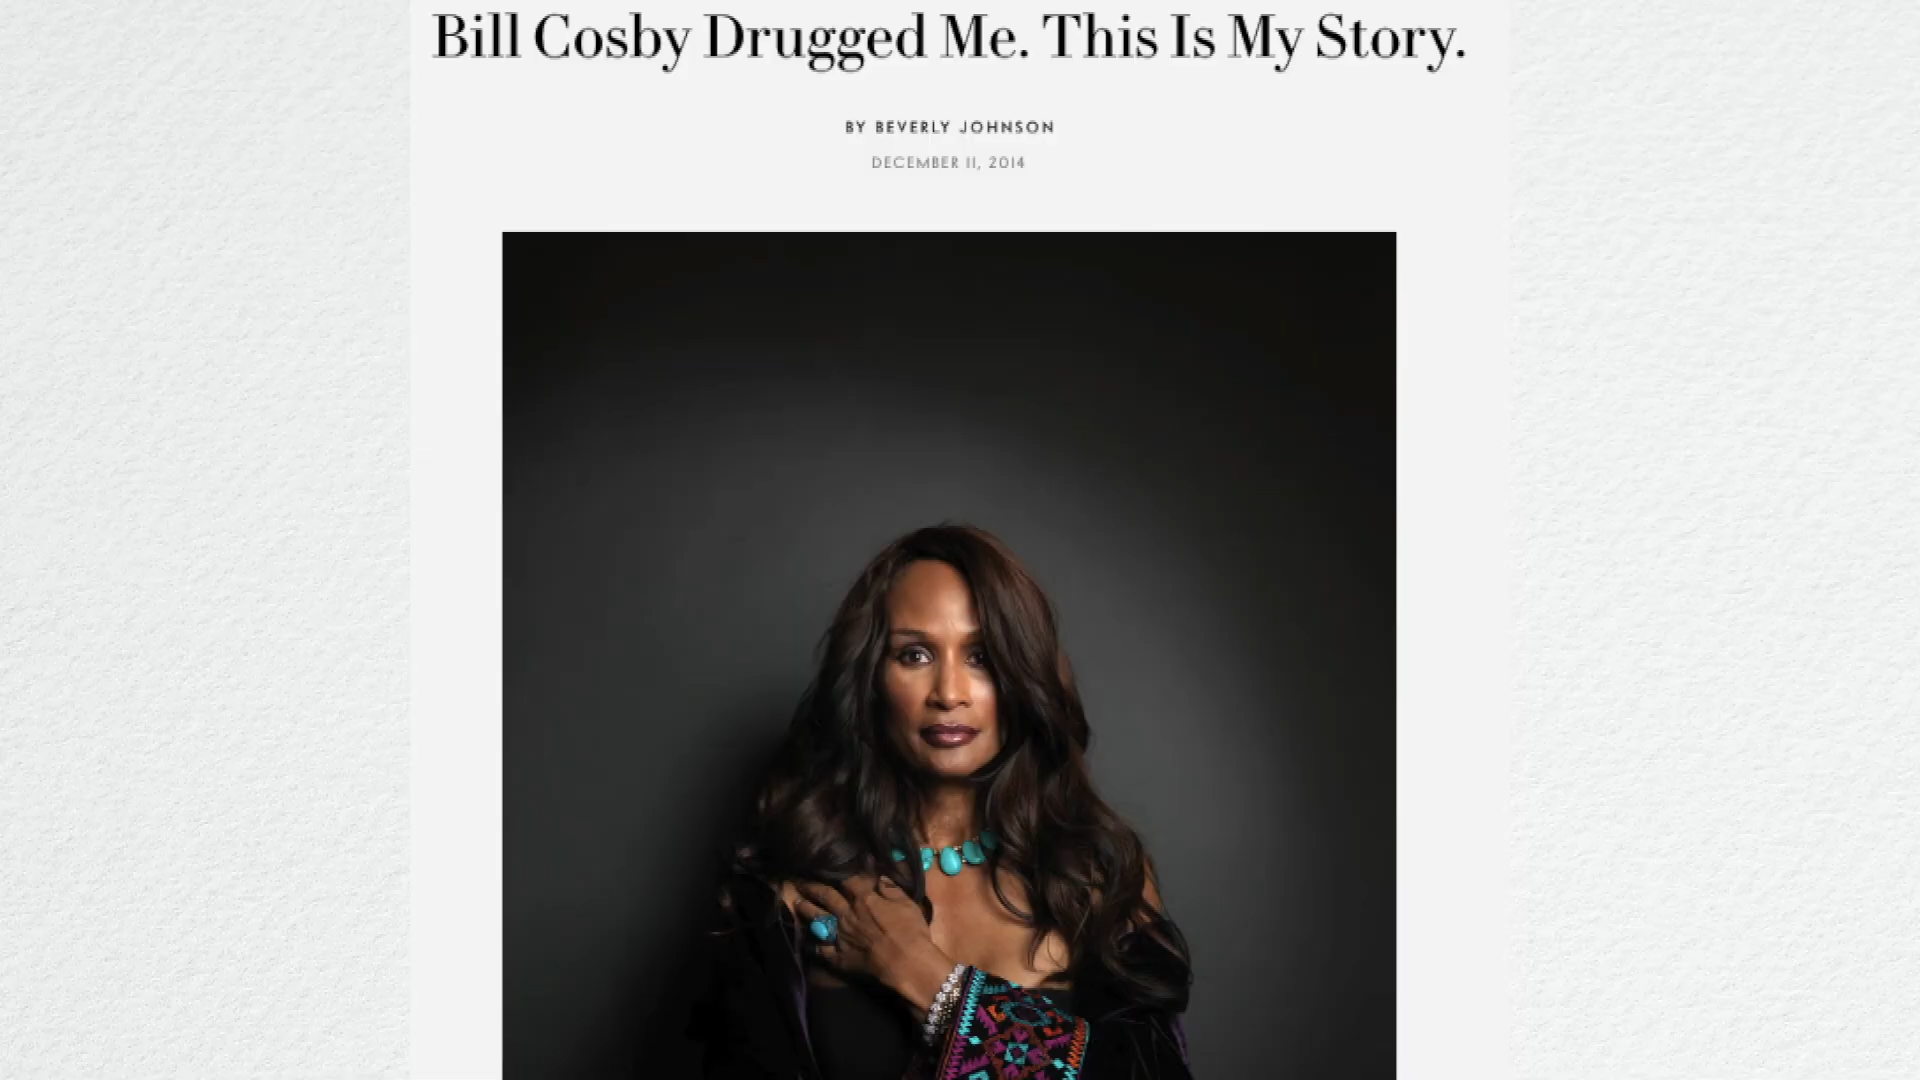 Bill Cosby Drugged Me. This Is My Story.
BY BEVERLY JOHNSON
DECEMBER 11, 2014